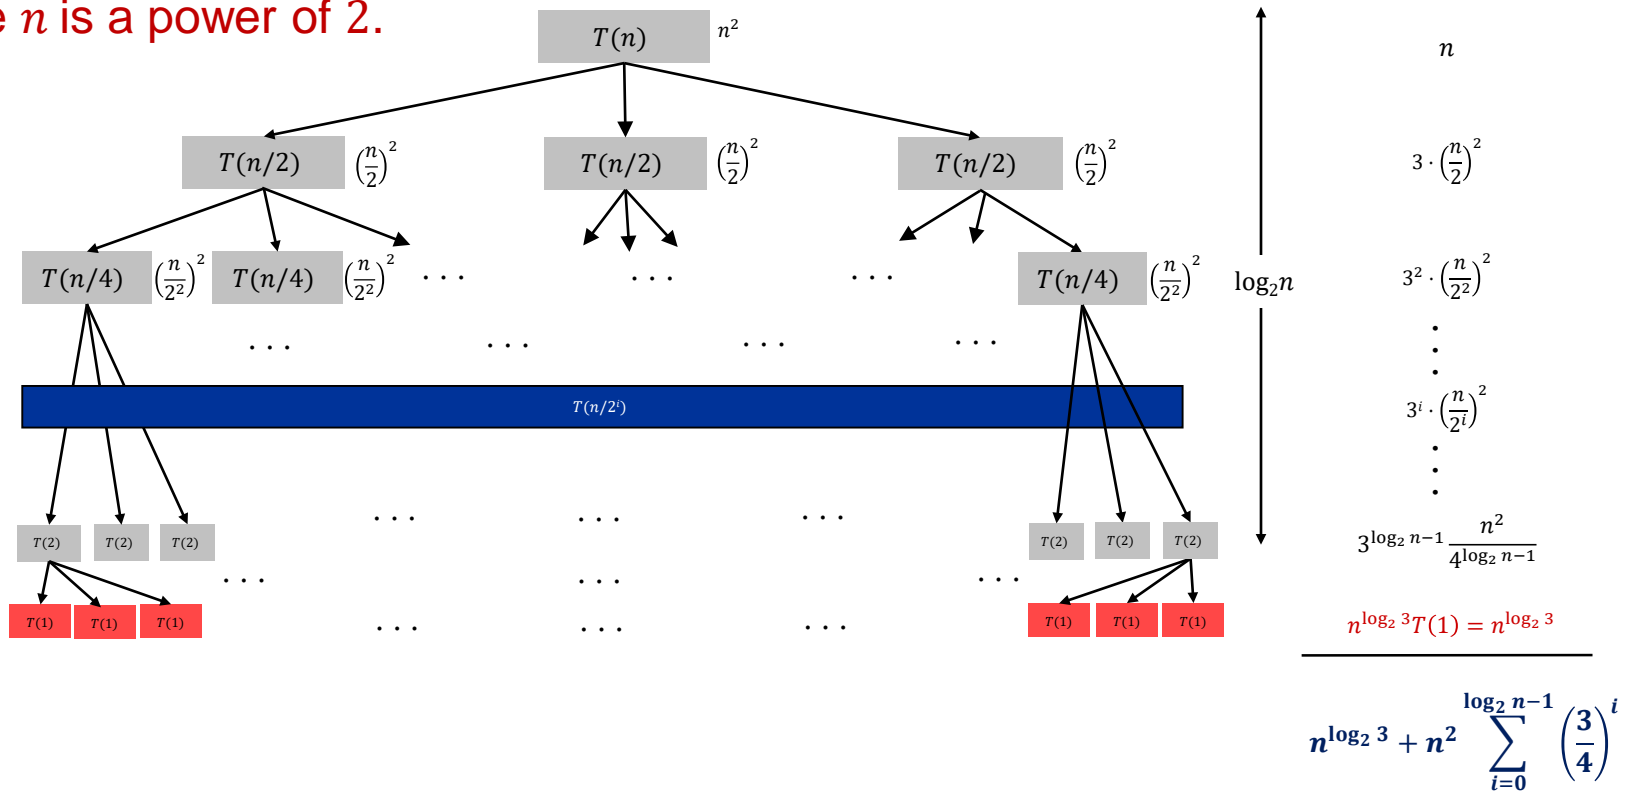 e n is a power of 2.
T(n) n² n
T(n/2) (n/2)² T(n/2) (n/2)² T(n/2) (n/2)² 3 · (n/2)²
T(n/4) (n/2²)² T(n/4) (n/2²)² ··· ··· ··· T(n/4) (n/2²)² log₂n 3² · (n/2²)²
··· ··· ··· ···
T(n/2ⁱ) 3ⁱ · (n/2ⁱ)²
··· ··· ···
T(2) T(2) T(2) T(2) T(2) T(2) 3^(log₂ n−1) n²/4^(log₂ n−1)
··· ··· ···
T(1) T(1) T(1) ··· ··· ··· T(1) T(1) T(1) n^(log₂ 3)T(1) = n^(log₂ 3)
n^(log₂ 3) + n² ∑_{i=0}^{log₂ n−1} (3/4)^i